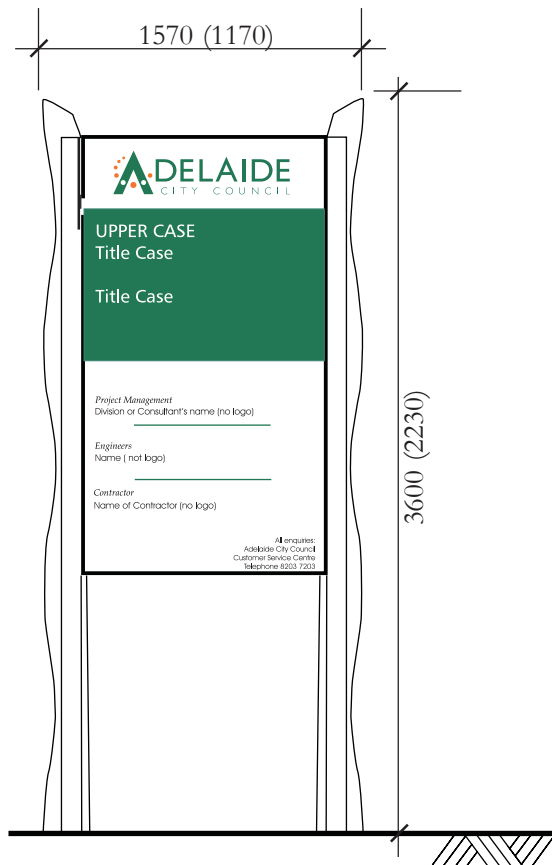 1570 (1170)
ADELAIDE
CITY COUNCIL
UPPER CASE
Title Case
Title Case
3600 (2230)
Project Management
Division or Consultant's name (no logo)
Engineers
Name ( not logo)
Contractor
Name of Contractor (no logo)
All enquiries:
Adelaide City Council
Customer Service Centre
Telephone 8203 7203